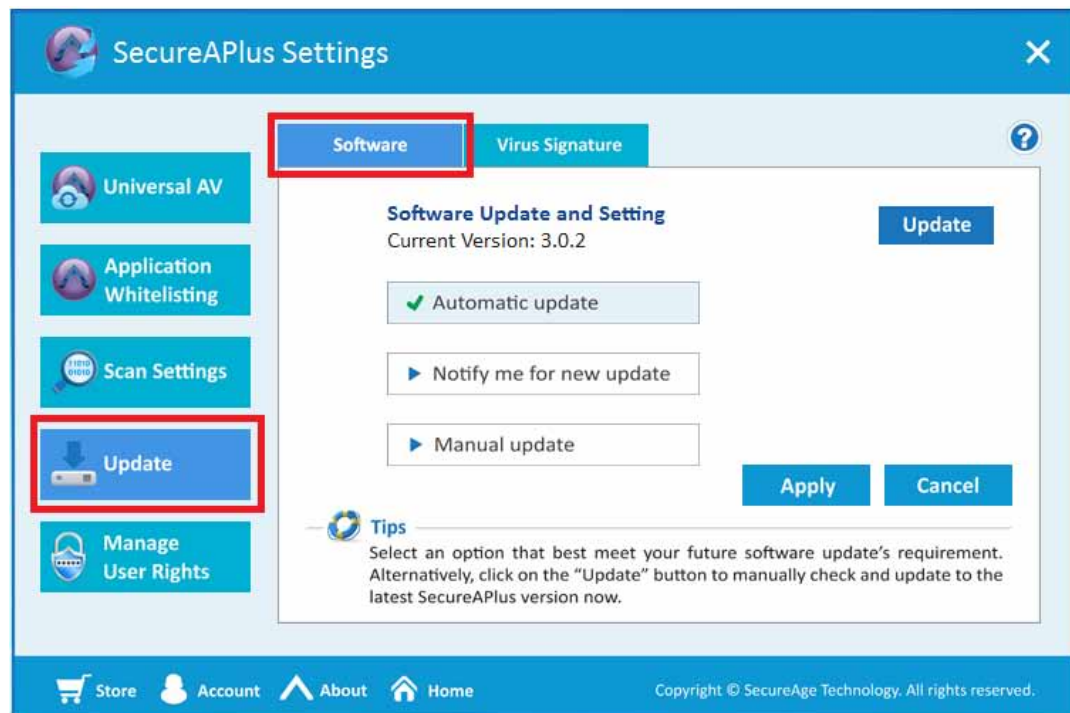 SecureAPlus Settings
Software
Virus Signature
Universal AV
Application
Whitelisting
Scan Settings
Update
Manage
User Rights
Software Update and Setting
Current Version: 3.0.2
Update
Automatic update
Notify me for new update
Manual update
Apply
Cancel
Tips
Select an option that best meet your future software update's requirement.
Alternatively, click on the “Update” button to manually check and update to the
latest SecureAPlus version now.
Store
Account
About
Home
Copyright © SecureAge Technology. All rights reserved.